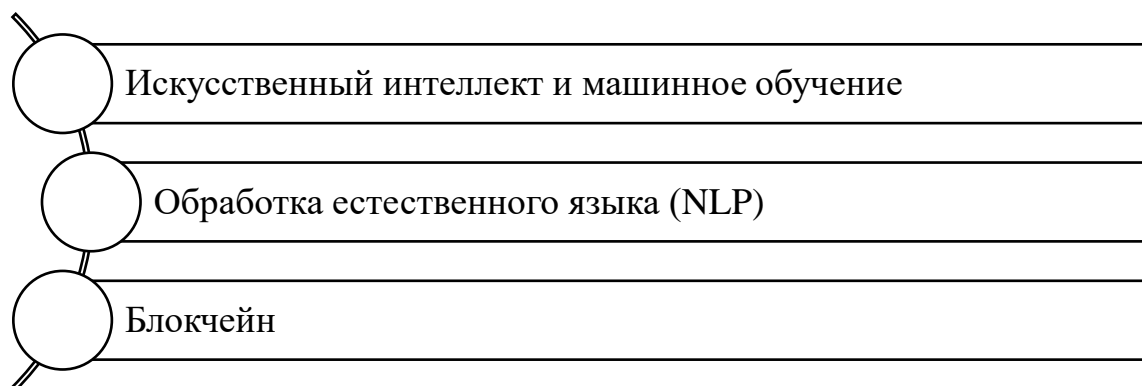 Искусственный интеллект и машинное обучение
Обработка естественного языка (NLP)
Блокчейн